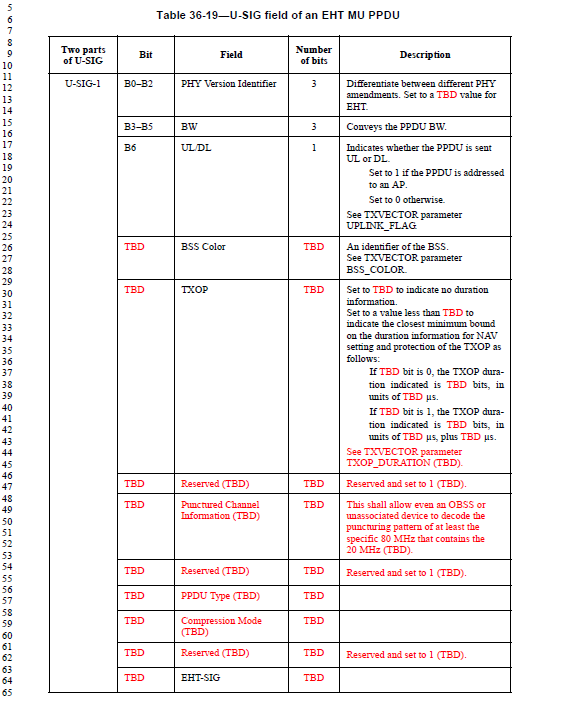 Table 36-19—U-SIG field of an EHT MU PPDU
Two parts of U-SIG Bit Field Number of bits Description
U-SIG-1 B0–B2 PHY Version Identifier 3 Differentiate between different PHY
amendments. Set to a TBD value for
EHT.
B3–B5 BW 3 Conveys the PPDU BW.
B6 UL/DL 1 Indicates whether the PPDU is sent
UL or DL.
Set to 1 if the PPDU is addressed
to an AP.
Set to 0 otherwise.
See TXVECTOR parameter
UPLINK_FLAG.
TBD BSS Color TBD An identifier of the BSS.
See TXVECTOR parameter
BSS_COLOR.
TBD TXOP TBD Set to TBD to indicate no duration
information.
Set to a value less than TBD to
indicate the closest minimum bound
on the duration information for NAV
setting and protection of the TXOP as
follows:
If TBD bit is 0, the TXOP dura-
tion indicated is TBD bits, in
units of TBD µs.
If TBD bit is 1, the TXOP dura-
tion indicated is TBD bits, in
units of TBD µs, plus TBD µs.
See TXVECTOR parameter
TXOP_DURATION (TBD).
TBD Reserved (TBD) TBD Reserved and set to 1 (TBD).
TBD Punctured Channel
Information (TBD) TBD This shall allow even an OBSS or
unassociated device to decode the
puncturing pattern of at least the
specific 80 MHz that contains the
20 MHz (TBD).
TBD Reserved (TBD) TBD Reserved and set to 1 (TBD).
TBD PPDU Type (TBD) TBD
TBD Compression Mode
(TBD) TBD
TBD Reserved (TBD) TBD Reserved and set to 1 (TBD).
TBD EHT-SIG TBD
5
6
7
8
9
10
11
12
13
14
15
16
17
18
19
20
21
22
23
24
25
26
27
28
29
30
31
32
33
34
35
36
37
38
39
40
41
42
43
44
45
46
47
48
49
50
51
52
53
54
55
56
57
58
59
60
61
62
63
64
65